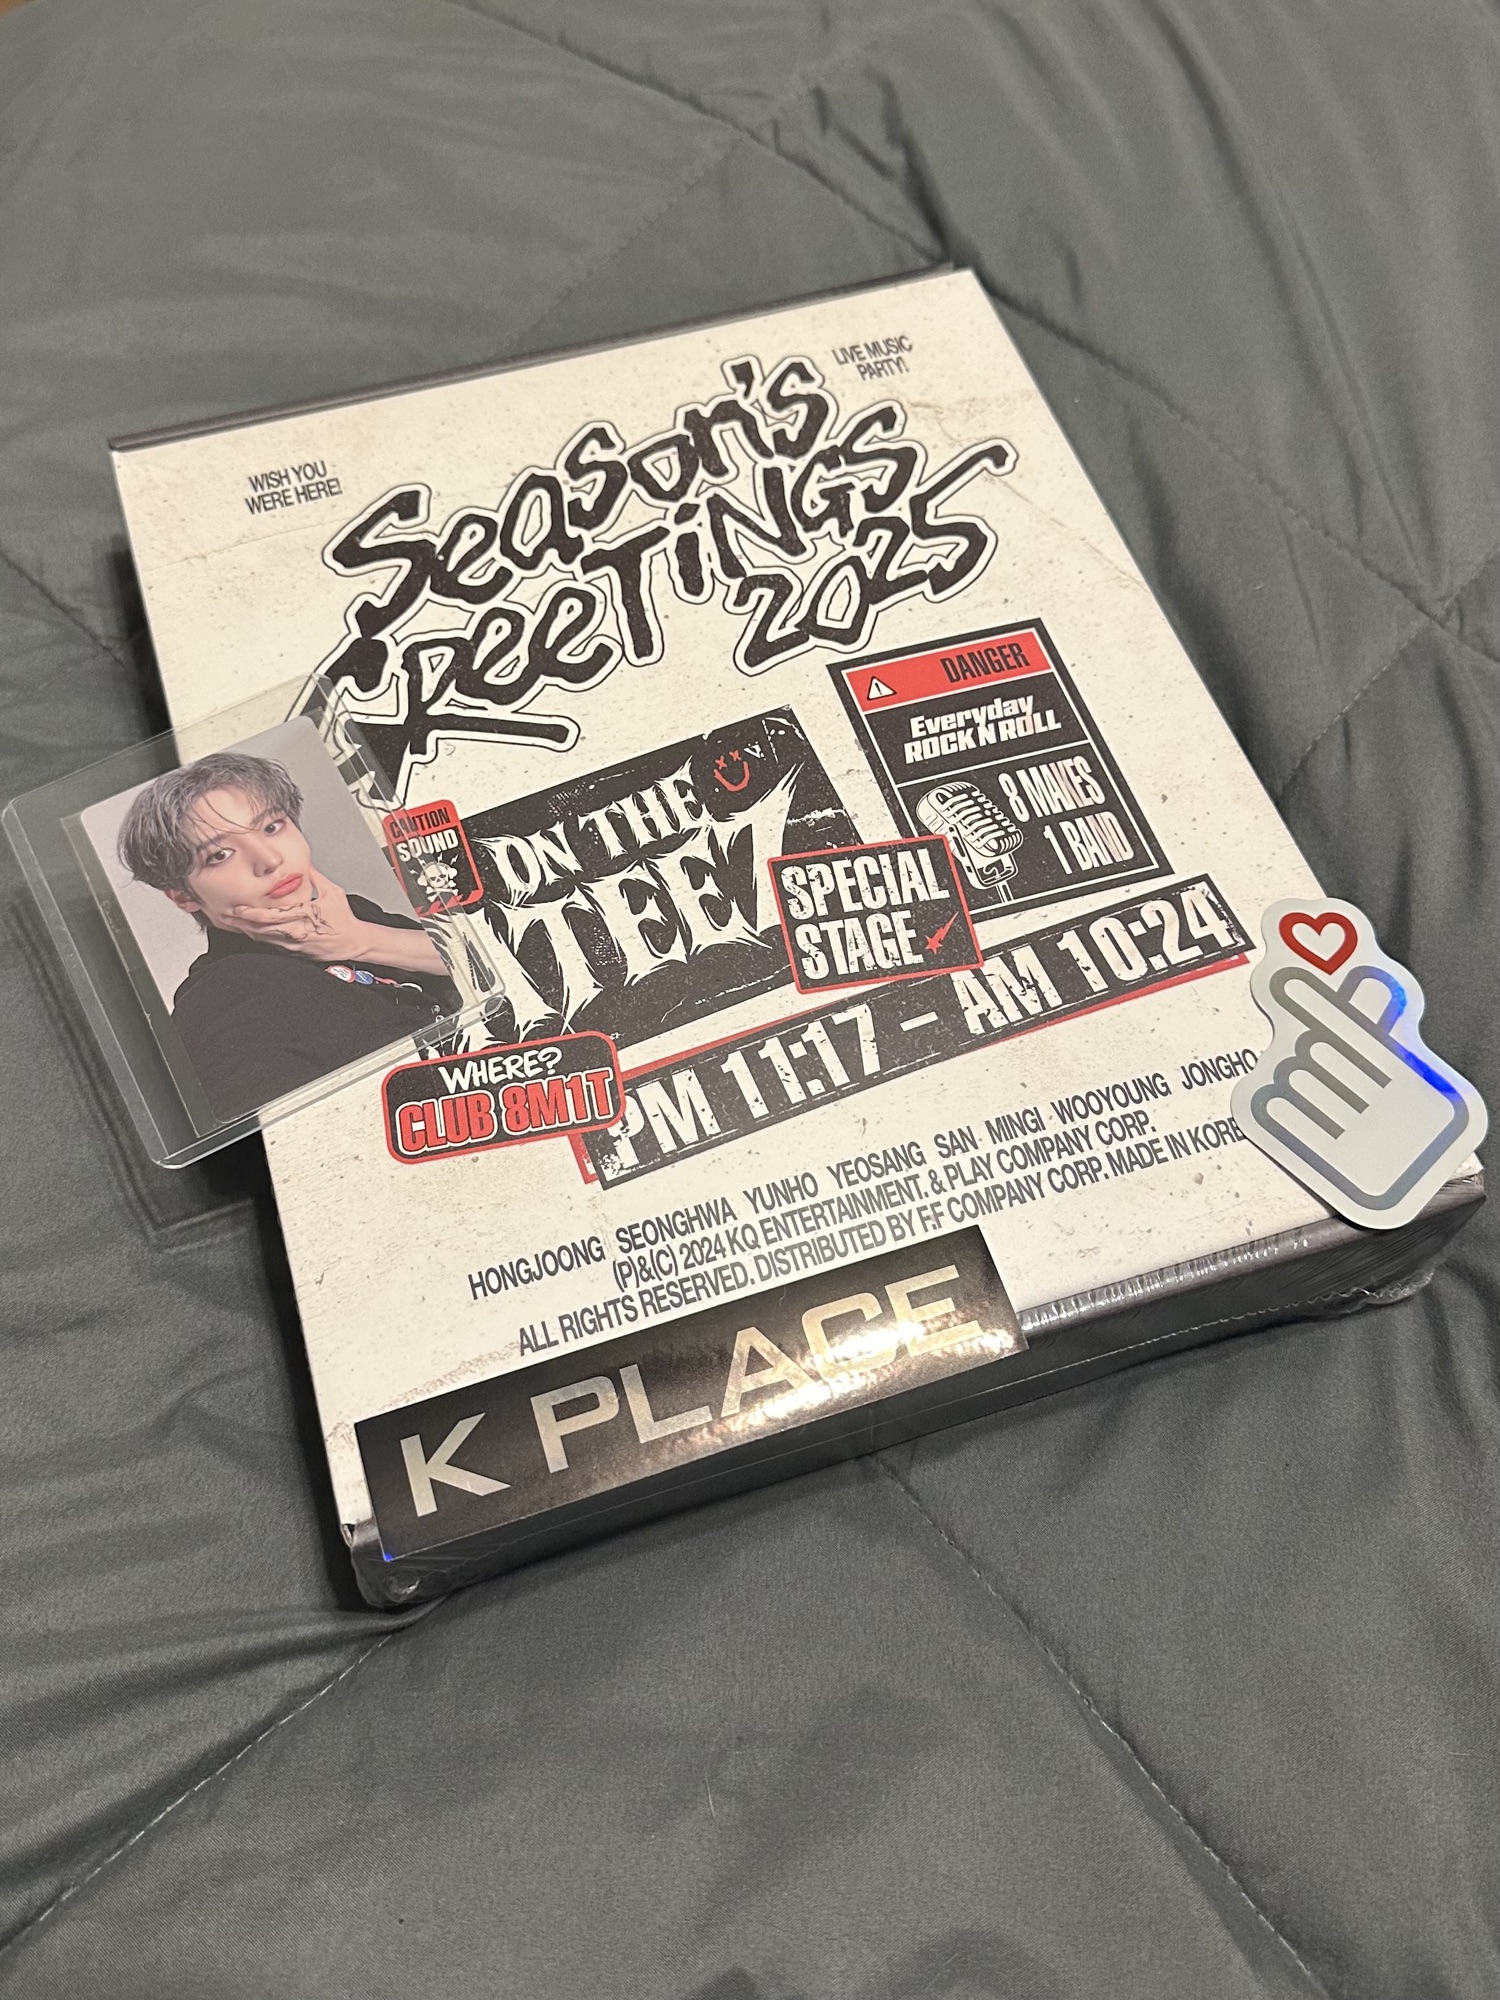 LIVE MUSIC
PARTY!
WISH YOU
WERE HERE!
Season's
GREETINGS
2025
DANGER
Everyday
ROCK N ROLL
8 MAKES
1 BAND
CAUTION
SOUND
ON THE
ATEEZ
SPECIAL
STAGE
WHERE?
CLUB 8M1T
PM 11:17 - AM 10:24
HONGJOONG SEONGHWA YUNHO YEOSANG SAN MINGI WOOYOUNG JONGHO
(P)&(C) 2024 KQ ENTERTAINMENT. & PLAY COMPANY CORP.
ALL RIGHTS RESERVED. DISTRIBUTED BY F.F COMPANY CORP. MADE IN KORE
K PLACE